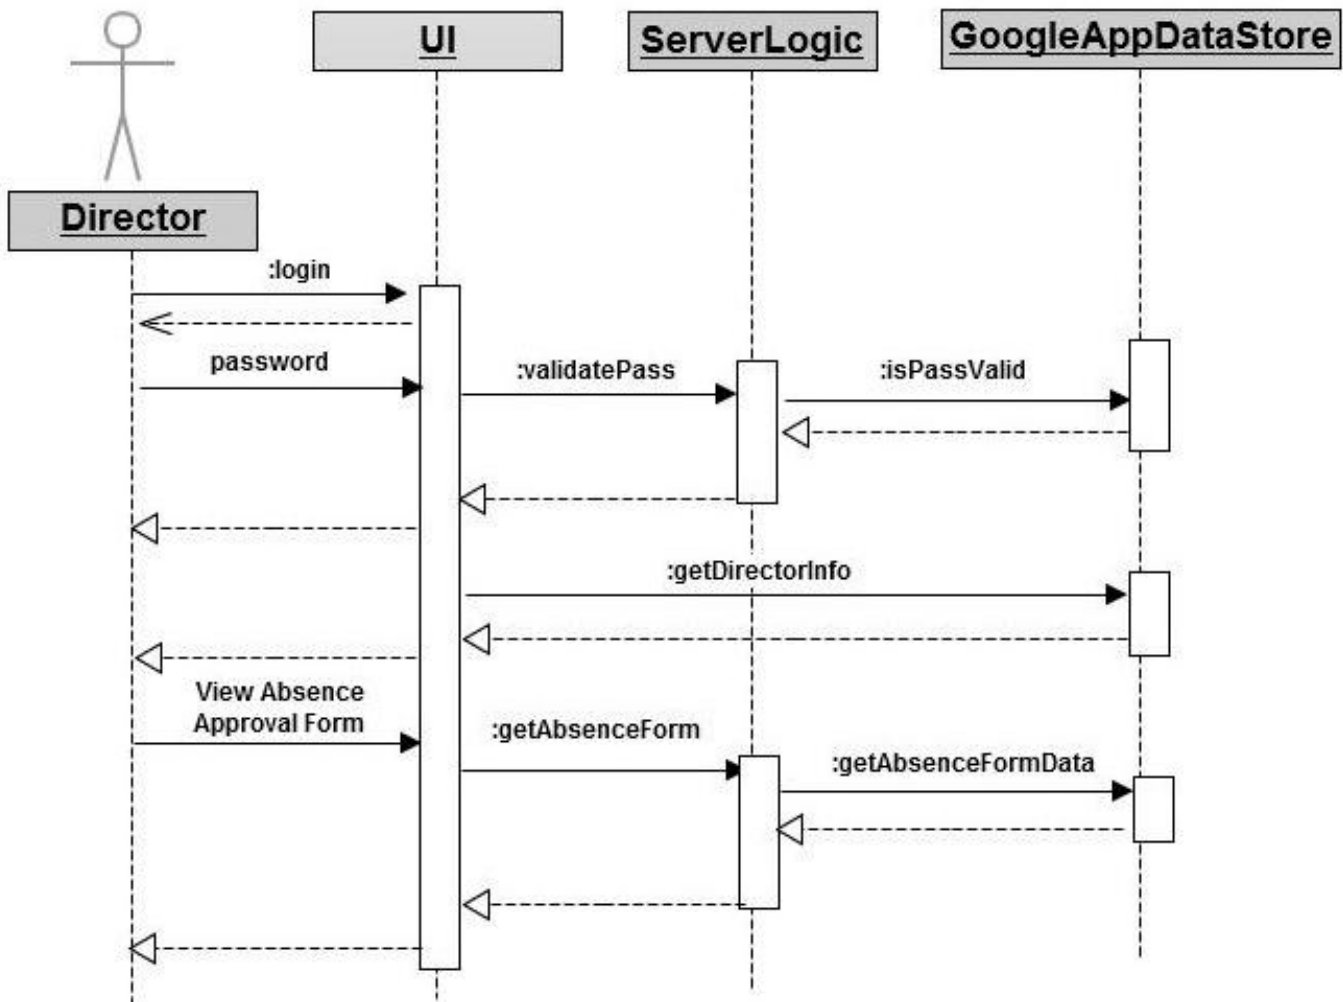 UI
ServerLogic
GoogleAppDataStore
Director
:login
password
:validatePass
:isPassValid
:getDirectorInfo
View Absence
Approval Form
:getAbsenceForm
:getAbsenceFormData